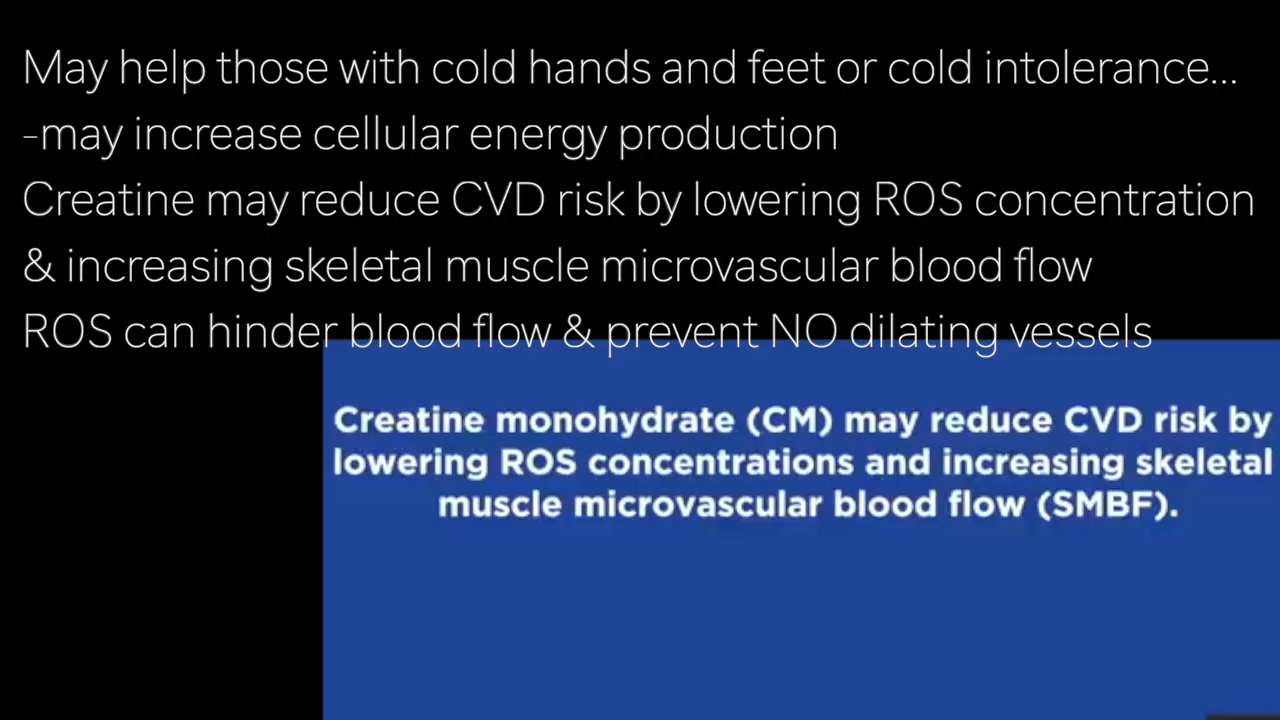 May help those with cold hands and feet or cold intolerance...
-may increase cellular energy production
Creatine may reduce CVD risk by lowering ROS concentration
& increasing skeletal muscle microvascular blood flow
ROS can hinder blood flow & prevent NO dilating vessels
Creatine monohydrate (CM) may reduce CVD risk by
lowering ROS concentrations and increasing skeletal
muscle microvascular blood flow (SMBF).